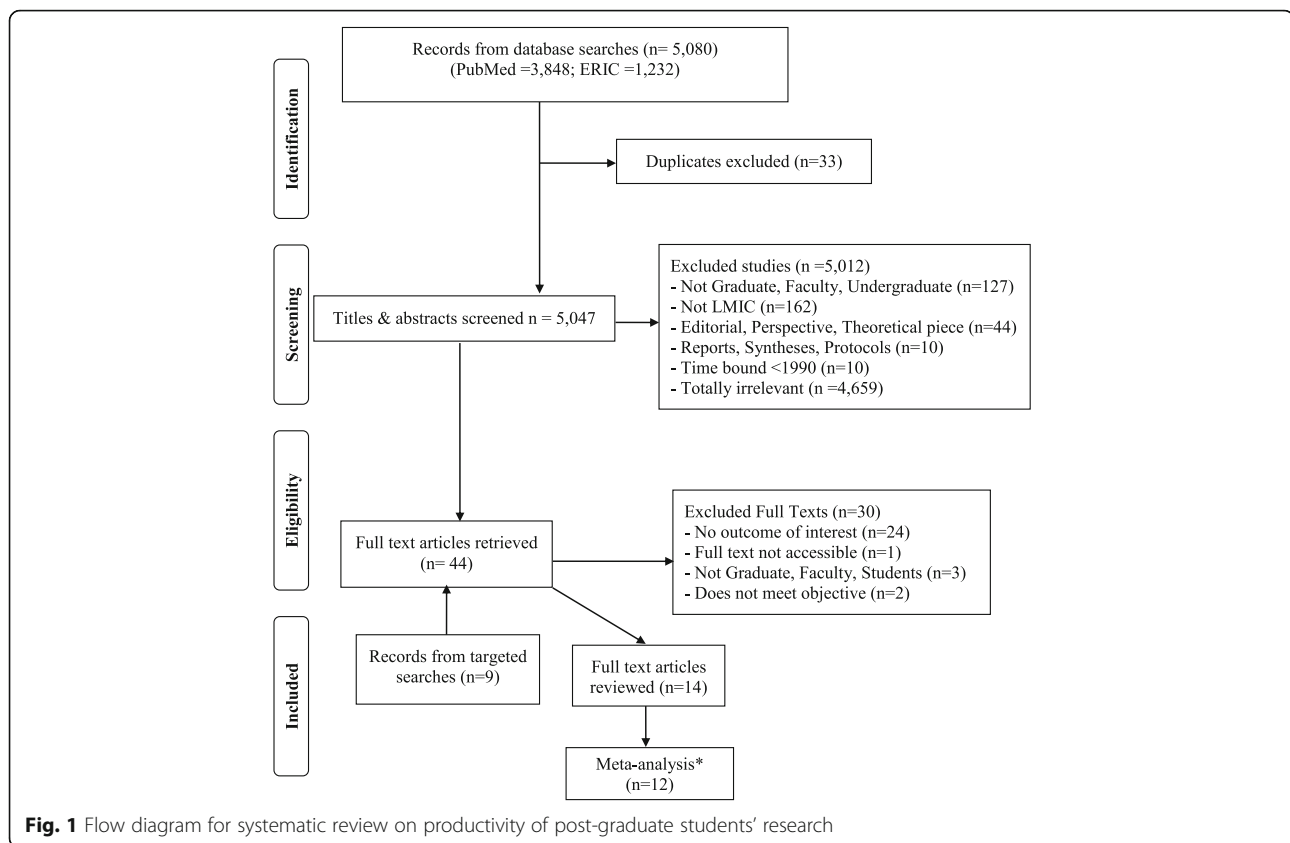 Records from database searches (n= 5,080)
(PubMed =3,848; ERIC =1,232)
Identification
Duplicates excluded (n=33)
Screening
Titles & abstracts screened n = 5,047
Excluded studies (n =5,012)
- Not Graduate, Faculty, Undergraduate (n=127)
- Not LMIC (n=162)
- Editorial, Perspective, Theoretical piece (n=44)
- Reports, Syntheses, Protocols (n=10)
- Time bound <1990 (n=10)
- Totally irrelevant (n =4,659)
Eligibility
Full text articles retrieved
(n= 44)
Excluded Full Texts (n=30)
- No outcome of interest (n=24)
- Full text not accessible (n=1)
- Not Graduate, Faculty, Students (n=3)
- Does not meet objective (n=2)
Included
Records from targeted
searches (n=9)
Full text articles
reviewed (n=14)
Meta-analysis*
(n=12)
Fig. 1 Flow diagram for systematic review on productivity of post-graduate students' research